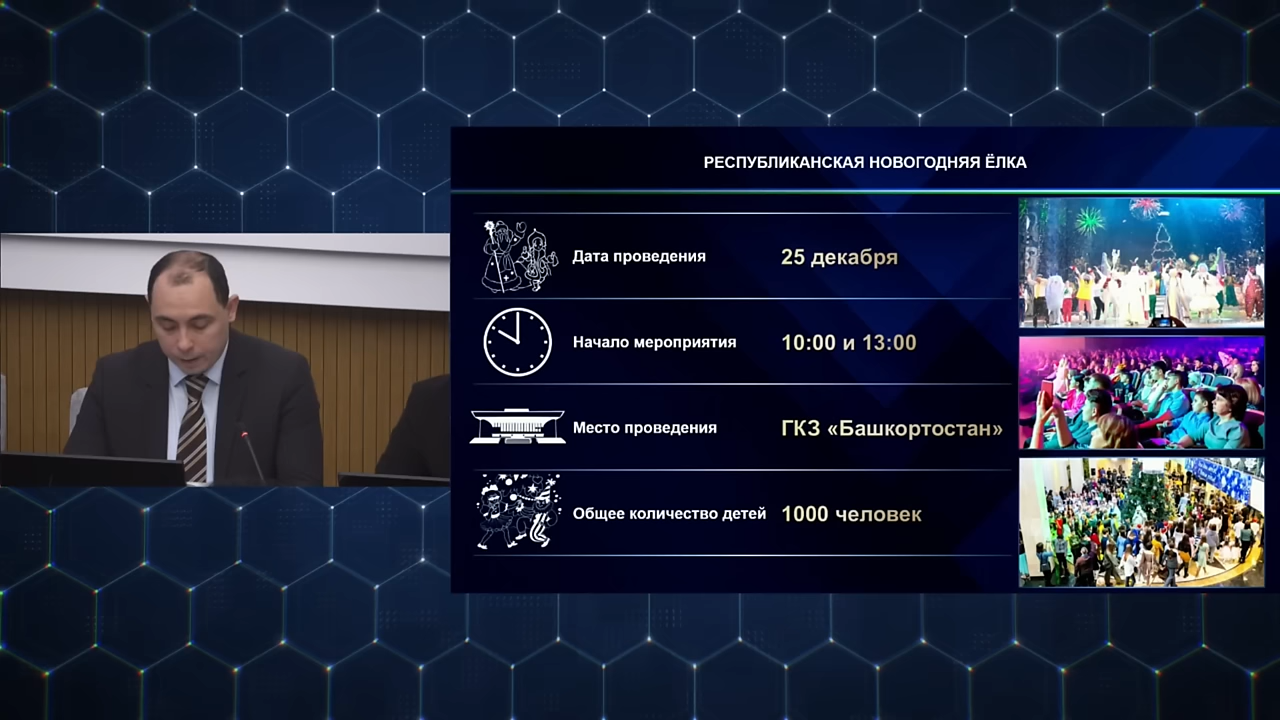 РЕСПУБЛИКАНСКАЯ НОВОГОДНЯЯ ЁЛКА
Дата проведения 25 декабря
Начало мероприятия 10:00 и 13:00
Место проведения ГКЗ «Башкортостан»
Общее количество детей 1000 человек